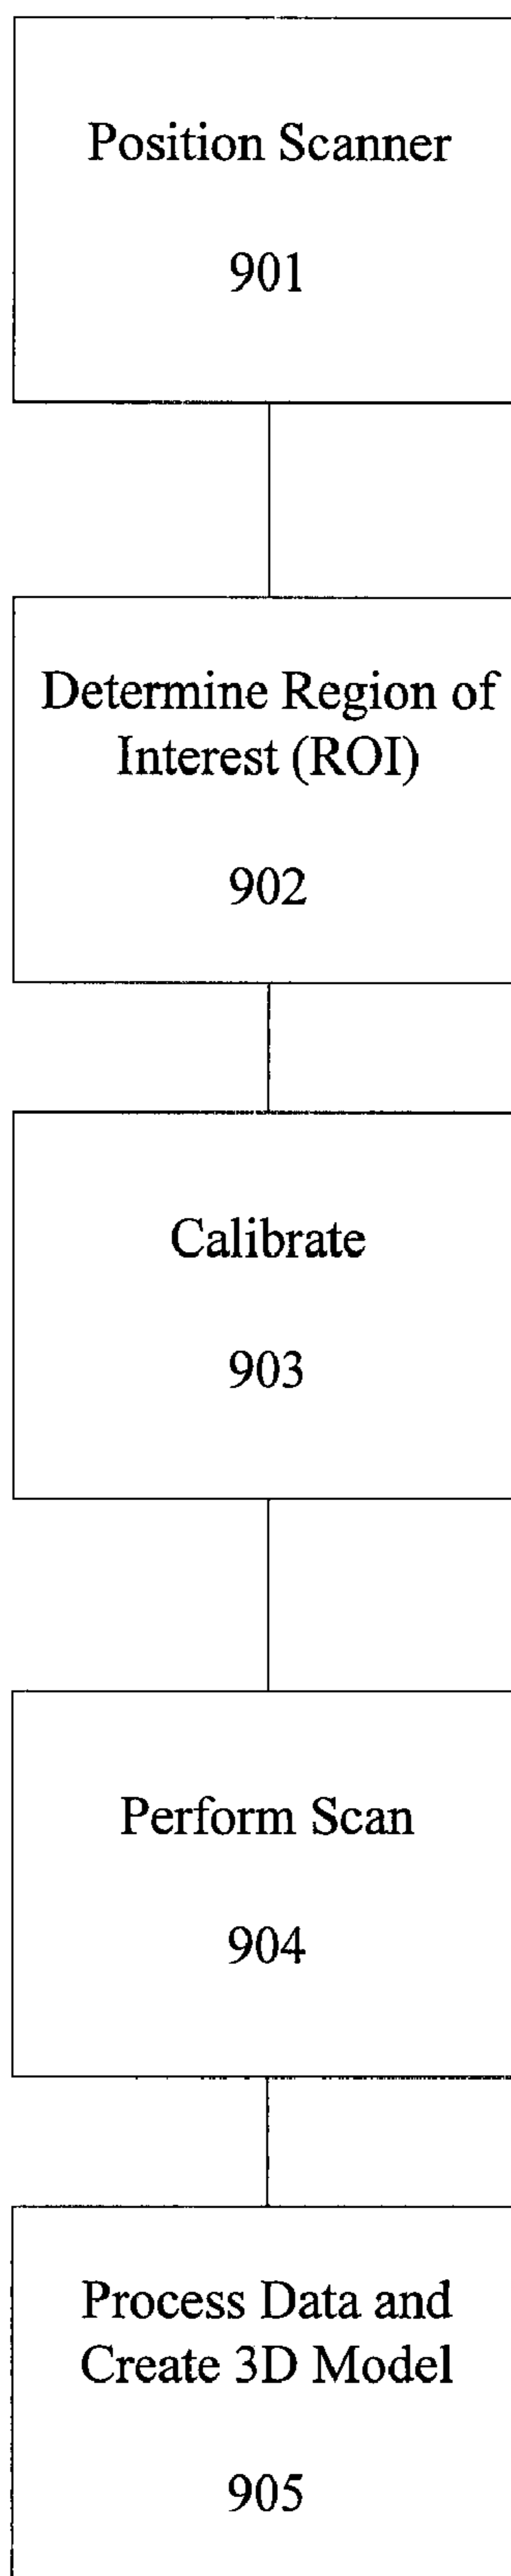 Position Scanner
901
Determine Region of
Interest (ROI)
902
Calibrate
903
Perform Scan
904
Process Data and
Create 3D Model
905